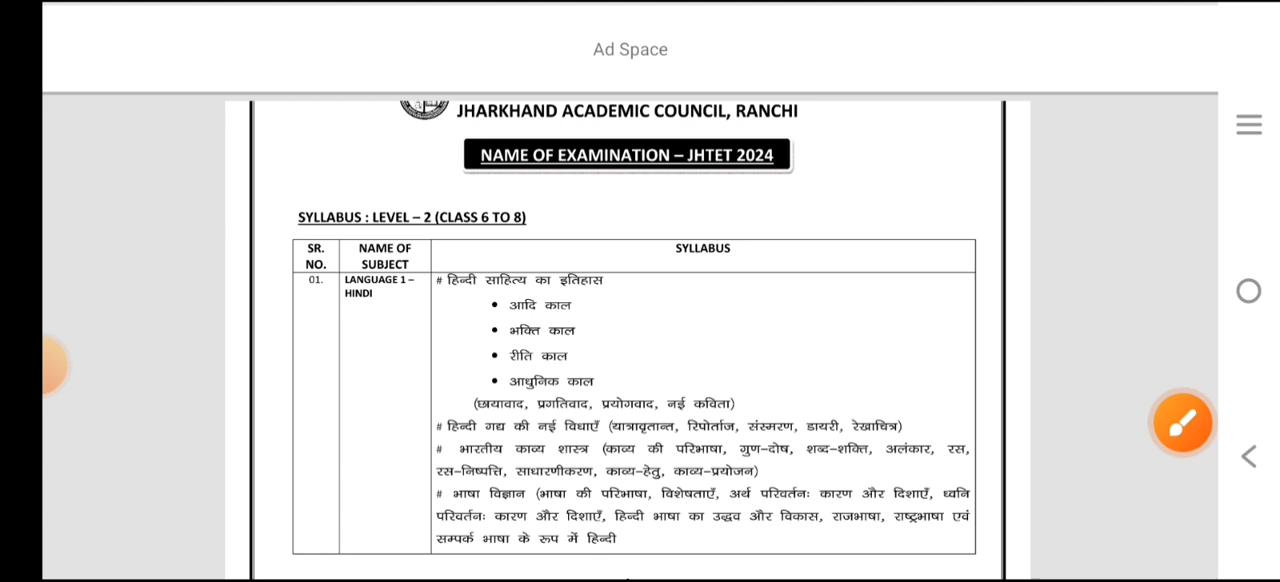 Ad Space
JHARKHAND ACADEMIC COUNCIL, RANCHI
NAME OF EXAMINATION – JHTET 2024
SYLLABUS : LEVEL – 2 (CLASS 6 TO 8)
SR. NO. NAME OF SUBJECT SYLLABUS
01. LANGUAGE 1 – HINDI # हिन्दी साहित्य का इतिहास
• आदि काल
• भक्ति काल
• रीति काल
• आधुनिक काल
(छायावाद, प्रगतिवाद, प्रयोगवाद, नई कविता)
# हिन्दी गद्य की नई विधाएँ (यात्रावृतान्त, रिपोर्ताज, संस्मरण, डायरी, रेखाचित्र)
# भारतीय काव्य शास्त्र (काव्य की परिभाषा, गुण-दोष, शब्द-शक्ति, अलंकार, रस,
रस-निष्पत्ति, साधारणीकरण, काव्य-हेतु, काव्य-प्रयोजन)
# भाषा विज्ञान (भाषा की परिभाषा, विशेषताएँ, अर्थ परिवर्तनः कारण और दिशाएँ, ध्वनि
परिवर्तनः कारण और दिशाएँ, हिन्दी भाषा का उद्भव और विकास, राजभाषा, राष्ट्रभाषा एवं
सम्पर्क भाषा के रूप में हिन्दी